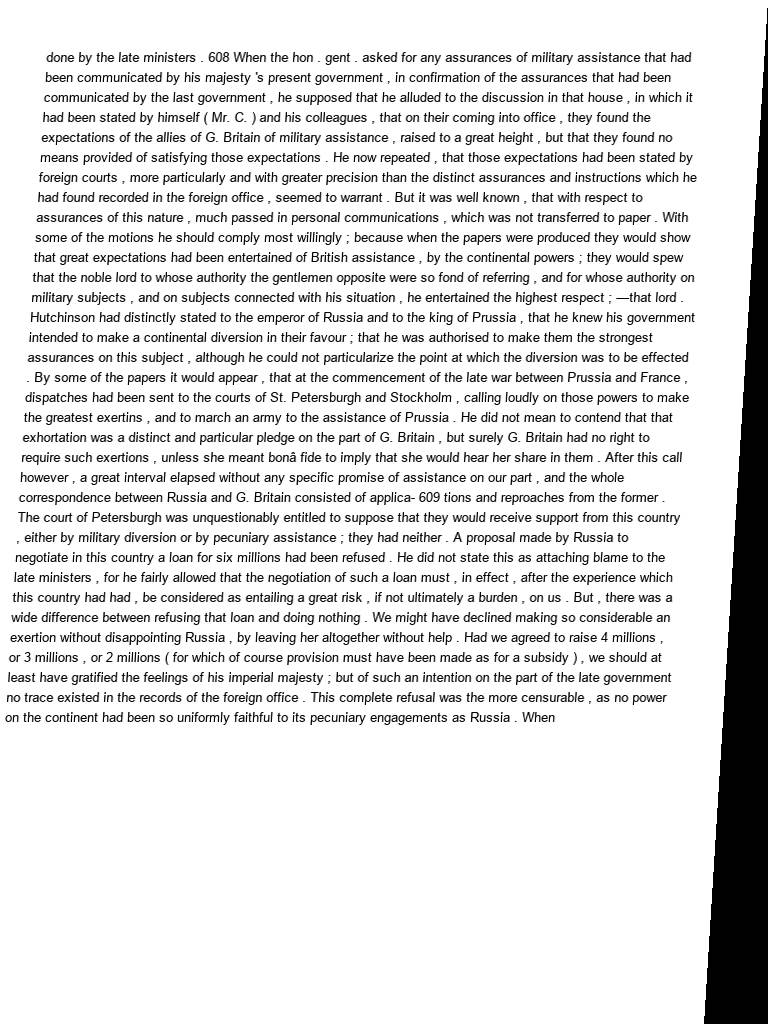 done by the late ministers . 608 When the hon . gent . asked for any assurances of military assistance that had
been communicated by his majesty 's present government , in confirmation of the assurances that had been
communicated by the last government , he supposed that he alluded to the discussion in that house , in which it
had been stated by himself ( Mr. C. ) and his colleagues , that on their coming into office , they found the
expectations of the allies of G. Britain of military assistance , raised to a great height , but that they found no
means provided of satisfying those expectations . He now repeated , that those expectations had been stated by
foreign courts , more particularly and with greater precision than the distinct assurances and instructions which he
had found recorded in the foreign office , seemed to warrant . But it was well known , that with respect to
assurances of this nature , much passed in personal communications , which was not transferred to paper . With
some of the motions he should comply most willingly ; because when the papers were produced they would show
that great expectations had been entertained of British assistance , by the continental powers ; they would spew
that the noble lord to whose authority the gentlemen opposite were so fond of referring , and for whose authority on
military subjects , and on subjects connected with his situation , he entertained the highest respect ; —that lord .
Hutchinson had distinctly stated to the emperor of Russia and to the king of Prussia , that he knew his government
intended to make a continental diversion in their favour ; that he was authorised to make them the strongest
assurances on this subject , although he could not particularize the point at which the diversion was to be effected
. By some of the papers it would appear , that at the commencement of the late war between Prussia and France ,
dispatches had been sent to the courts of St. Petersburgh and Stockholm , calling loudly on those powers to make
the greatest exertins , and to march an army to the assistance of Prussia . He did not mean to contend that that
exhortation was a distinct and particular pledge on the part of G. Britain , but surely G. Britain had no right to
require such exertions , unless she meant bonâ fide to imply that she would hear her share in them . After this call
however , a great interval elapsed without any specific promise of assistance on our part , and the whole
correspondence between Russia and G. Britain consisted of applica- 609 tions and reproaches from the former .
The court of Petersburgh was unquestionably entitled to suppose that they would receive support from this country
, either by military diversion or by pecuniary assistance ; they had neither . A proposal made by Russia to
negotiate in this country a loan for six millions had been refused . He did not state this as attaching blame to the
late ministers , for he fairly allowed that the negotiation of such a loan must , in effect , after the experience which
this country had had , be considered as entailing a great risk , if not ultimately a burden , on us . But , there was a
wide difference between refusing that loan and doing nothing . We might have declined making so considerable an
exertion without disappointing Russia , by leaving her altogether without help . Had we agreed to raise 4 millions ,
or 3 millions , or 2 millions ( for which of course provision must have been made as for a subsidy ) , we should at
least have gratified the feelings of his imperial majesty ; but of such an intention on the part of the late government
no trace existed in the records of the foreign office . This complete refusal was the more censurable , as no power
on the continent had been so uniformly faithful to its pecuniary engagements as Russia . When